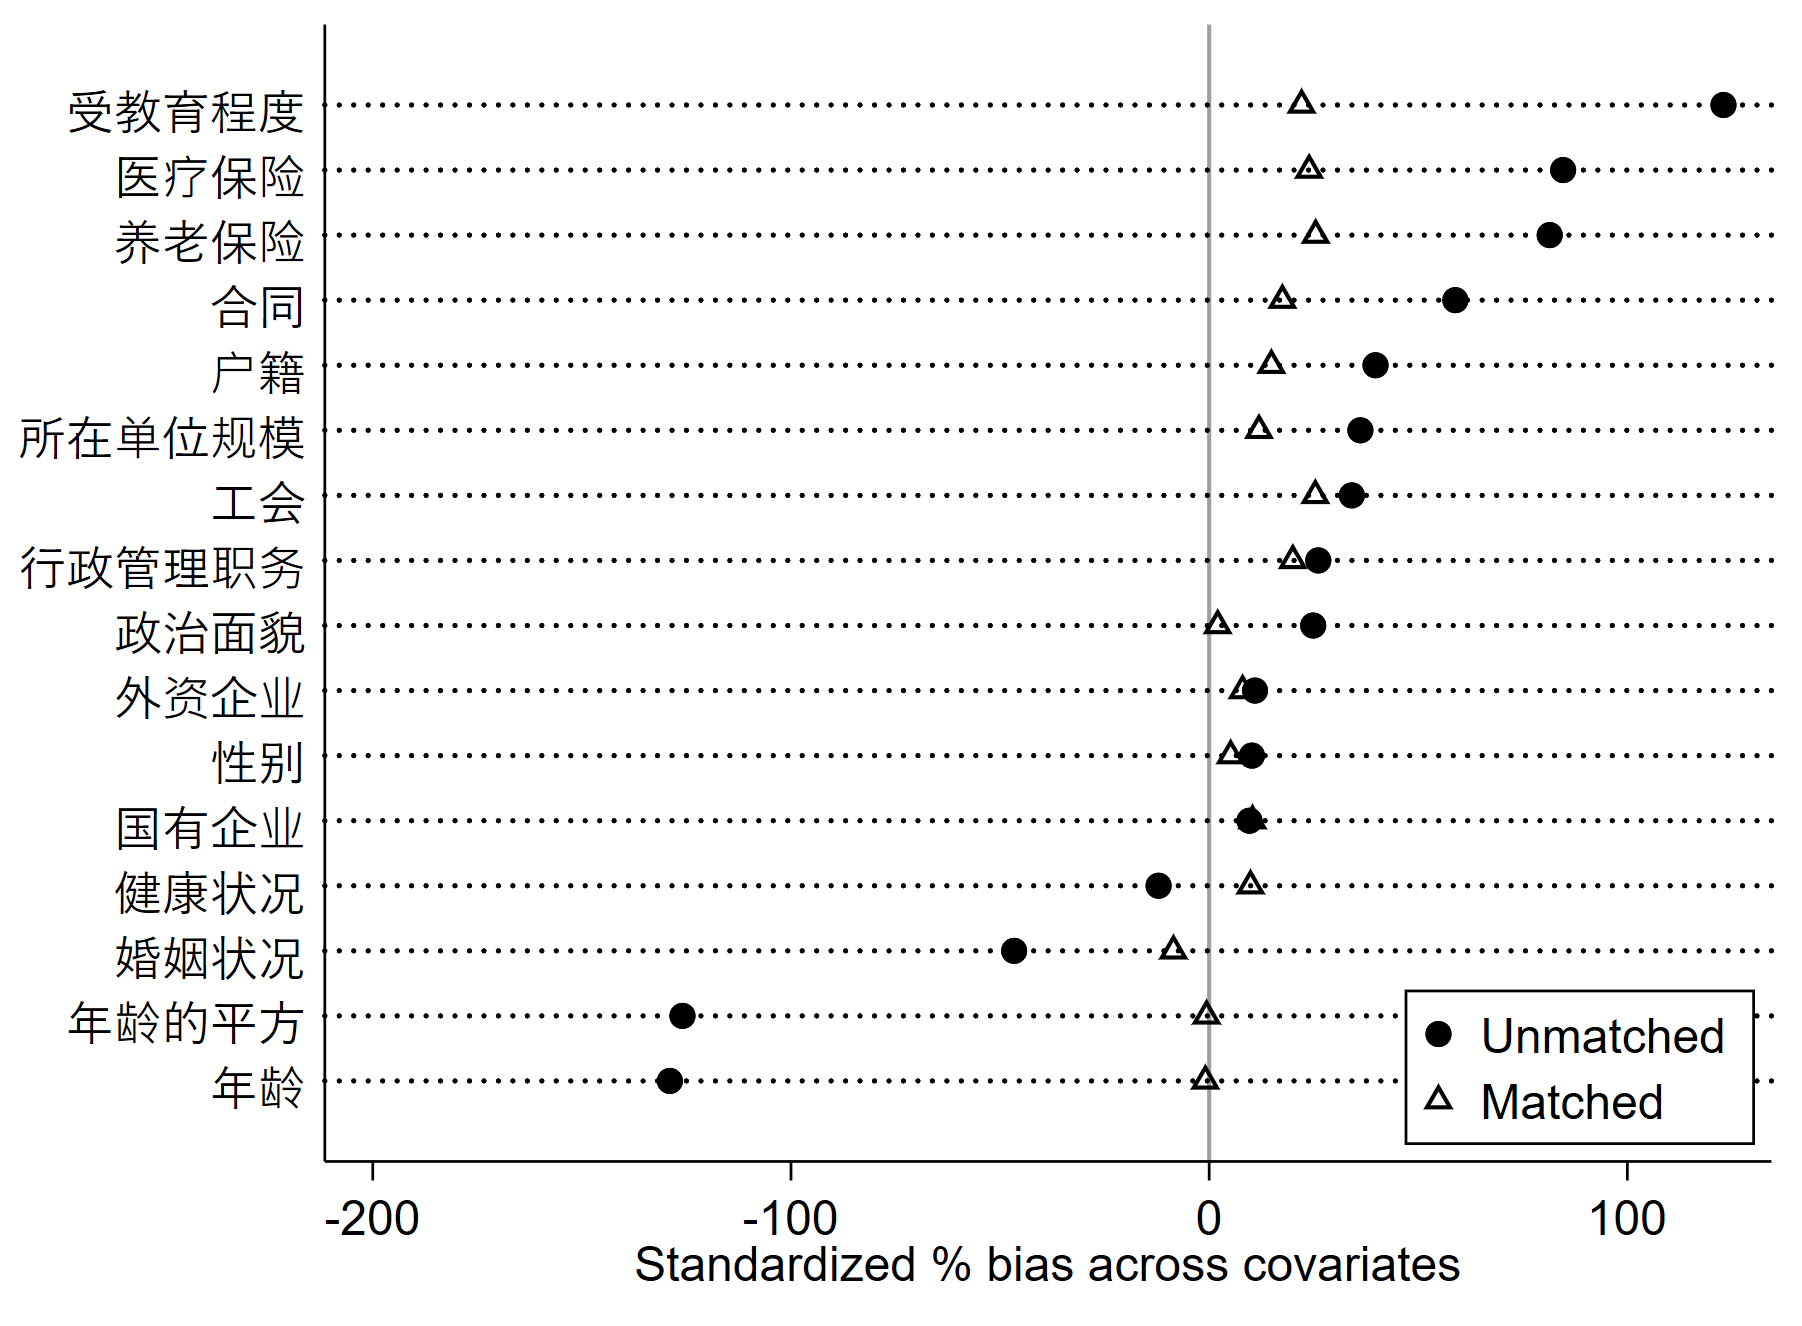 受教育程度
医疗保险
养老保险
合同
户籍
所在单位规模
工会
行政管理职务
政治面貌
外资企业
性别
国有企业
健康状况
婚姻状况
年龄的平方
年龄
Unmatched
Matched
-200 -100 0 100
Standardized % bias across covariates